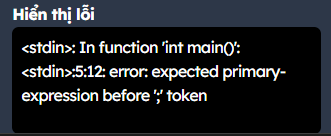 Hiển thị lỗi
<stdin>: In function 'int main()':
<stdin>:5:12: error: expected primary-
expression before ';' token